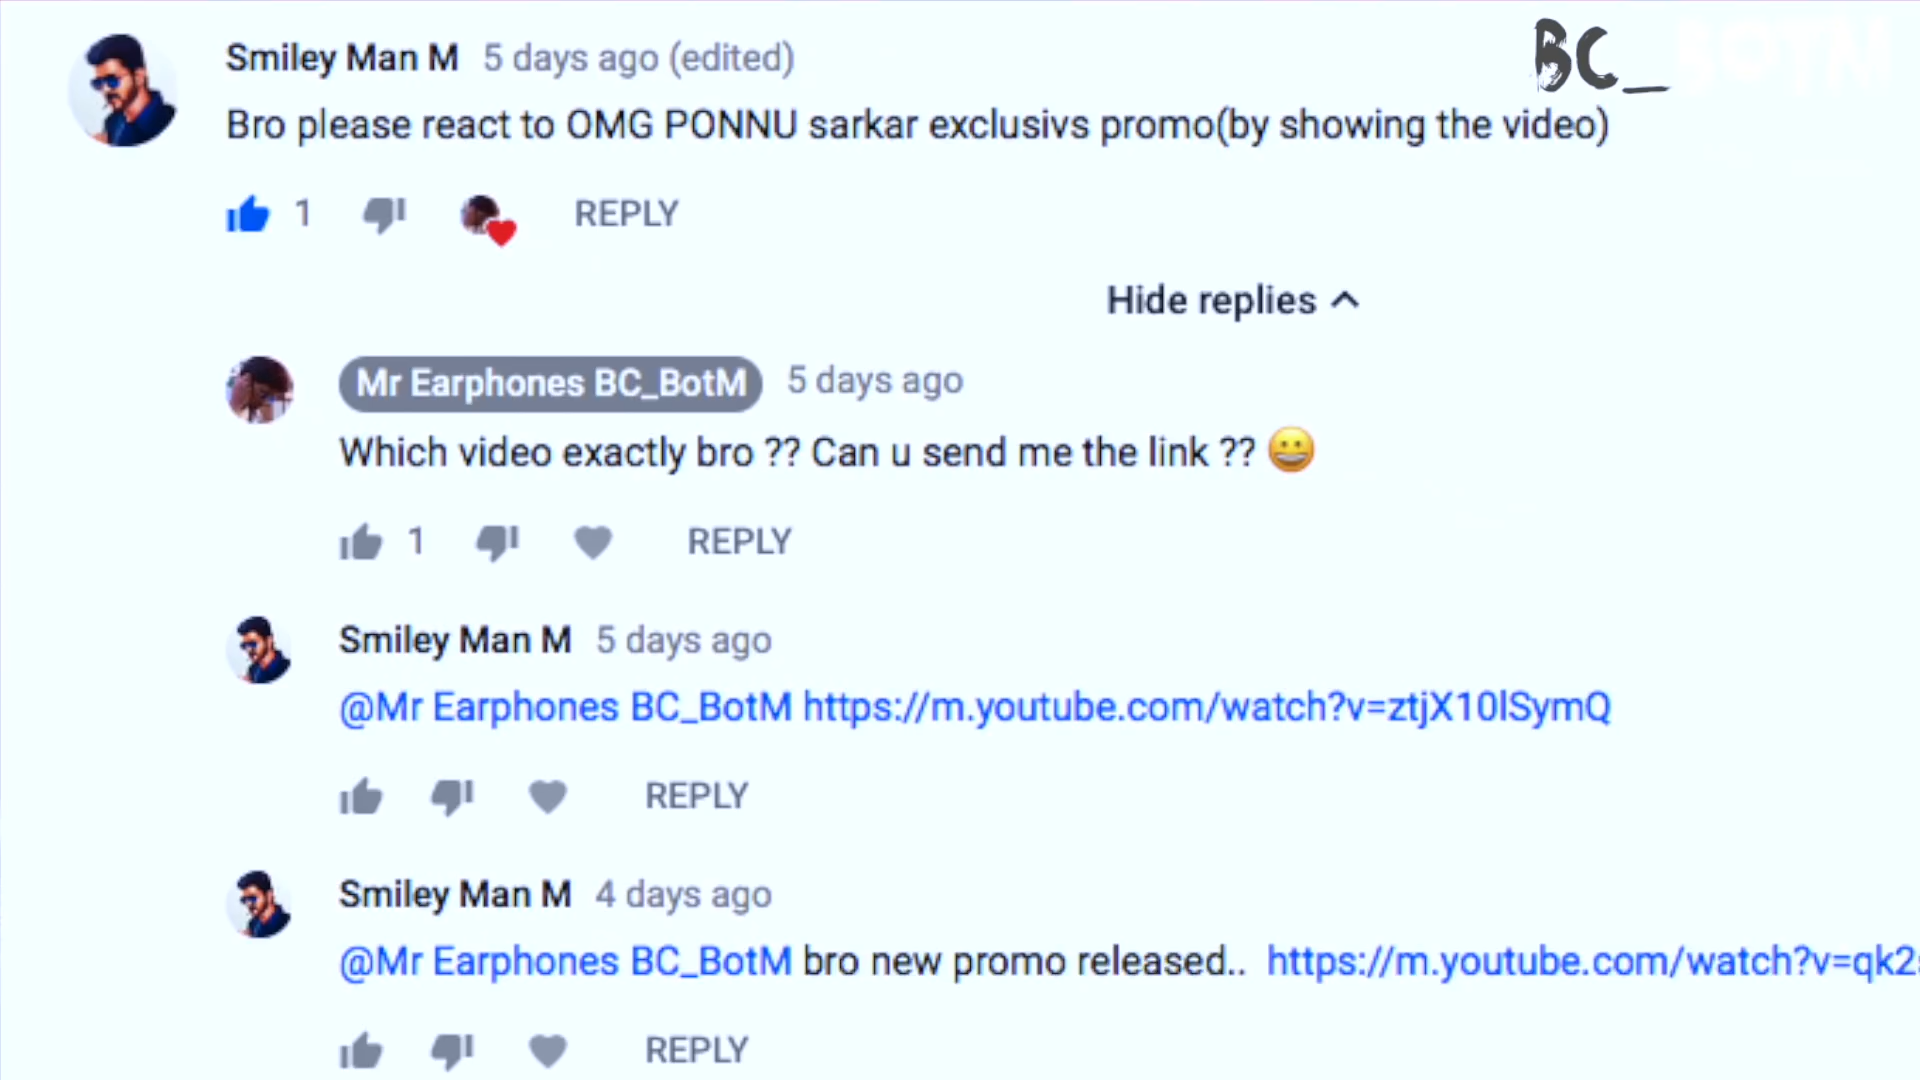 BC_BOTM
Smiley Man M 5 days ago (edited)
Bro please react to OMG PONNU sarkar exclusivs promo(by showing the video)
1 REPLY
Hide replies
Mr Earphones BC_BotM 5 days ago
Which video exactly bro ?? Can u send me the link ?? 😀
1 REPLY
Smiley Man M 5 days ago
@Mr Earphones BC_BotM https://m.youtube.com/watch?v=ztjX10lSymQ
REPLY
Smiley Man M 4 days ago
@Mr Earphones BC_BotM bro new promo released.. https://m.youtube.com/watch?v=qk2
REPLY